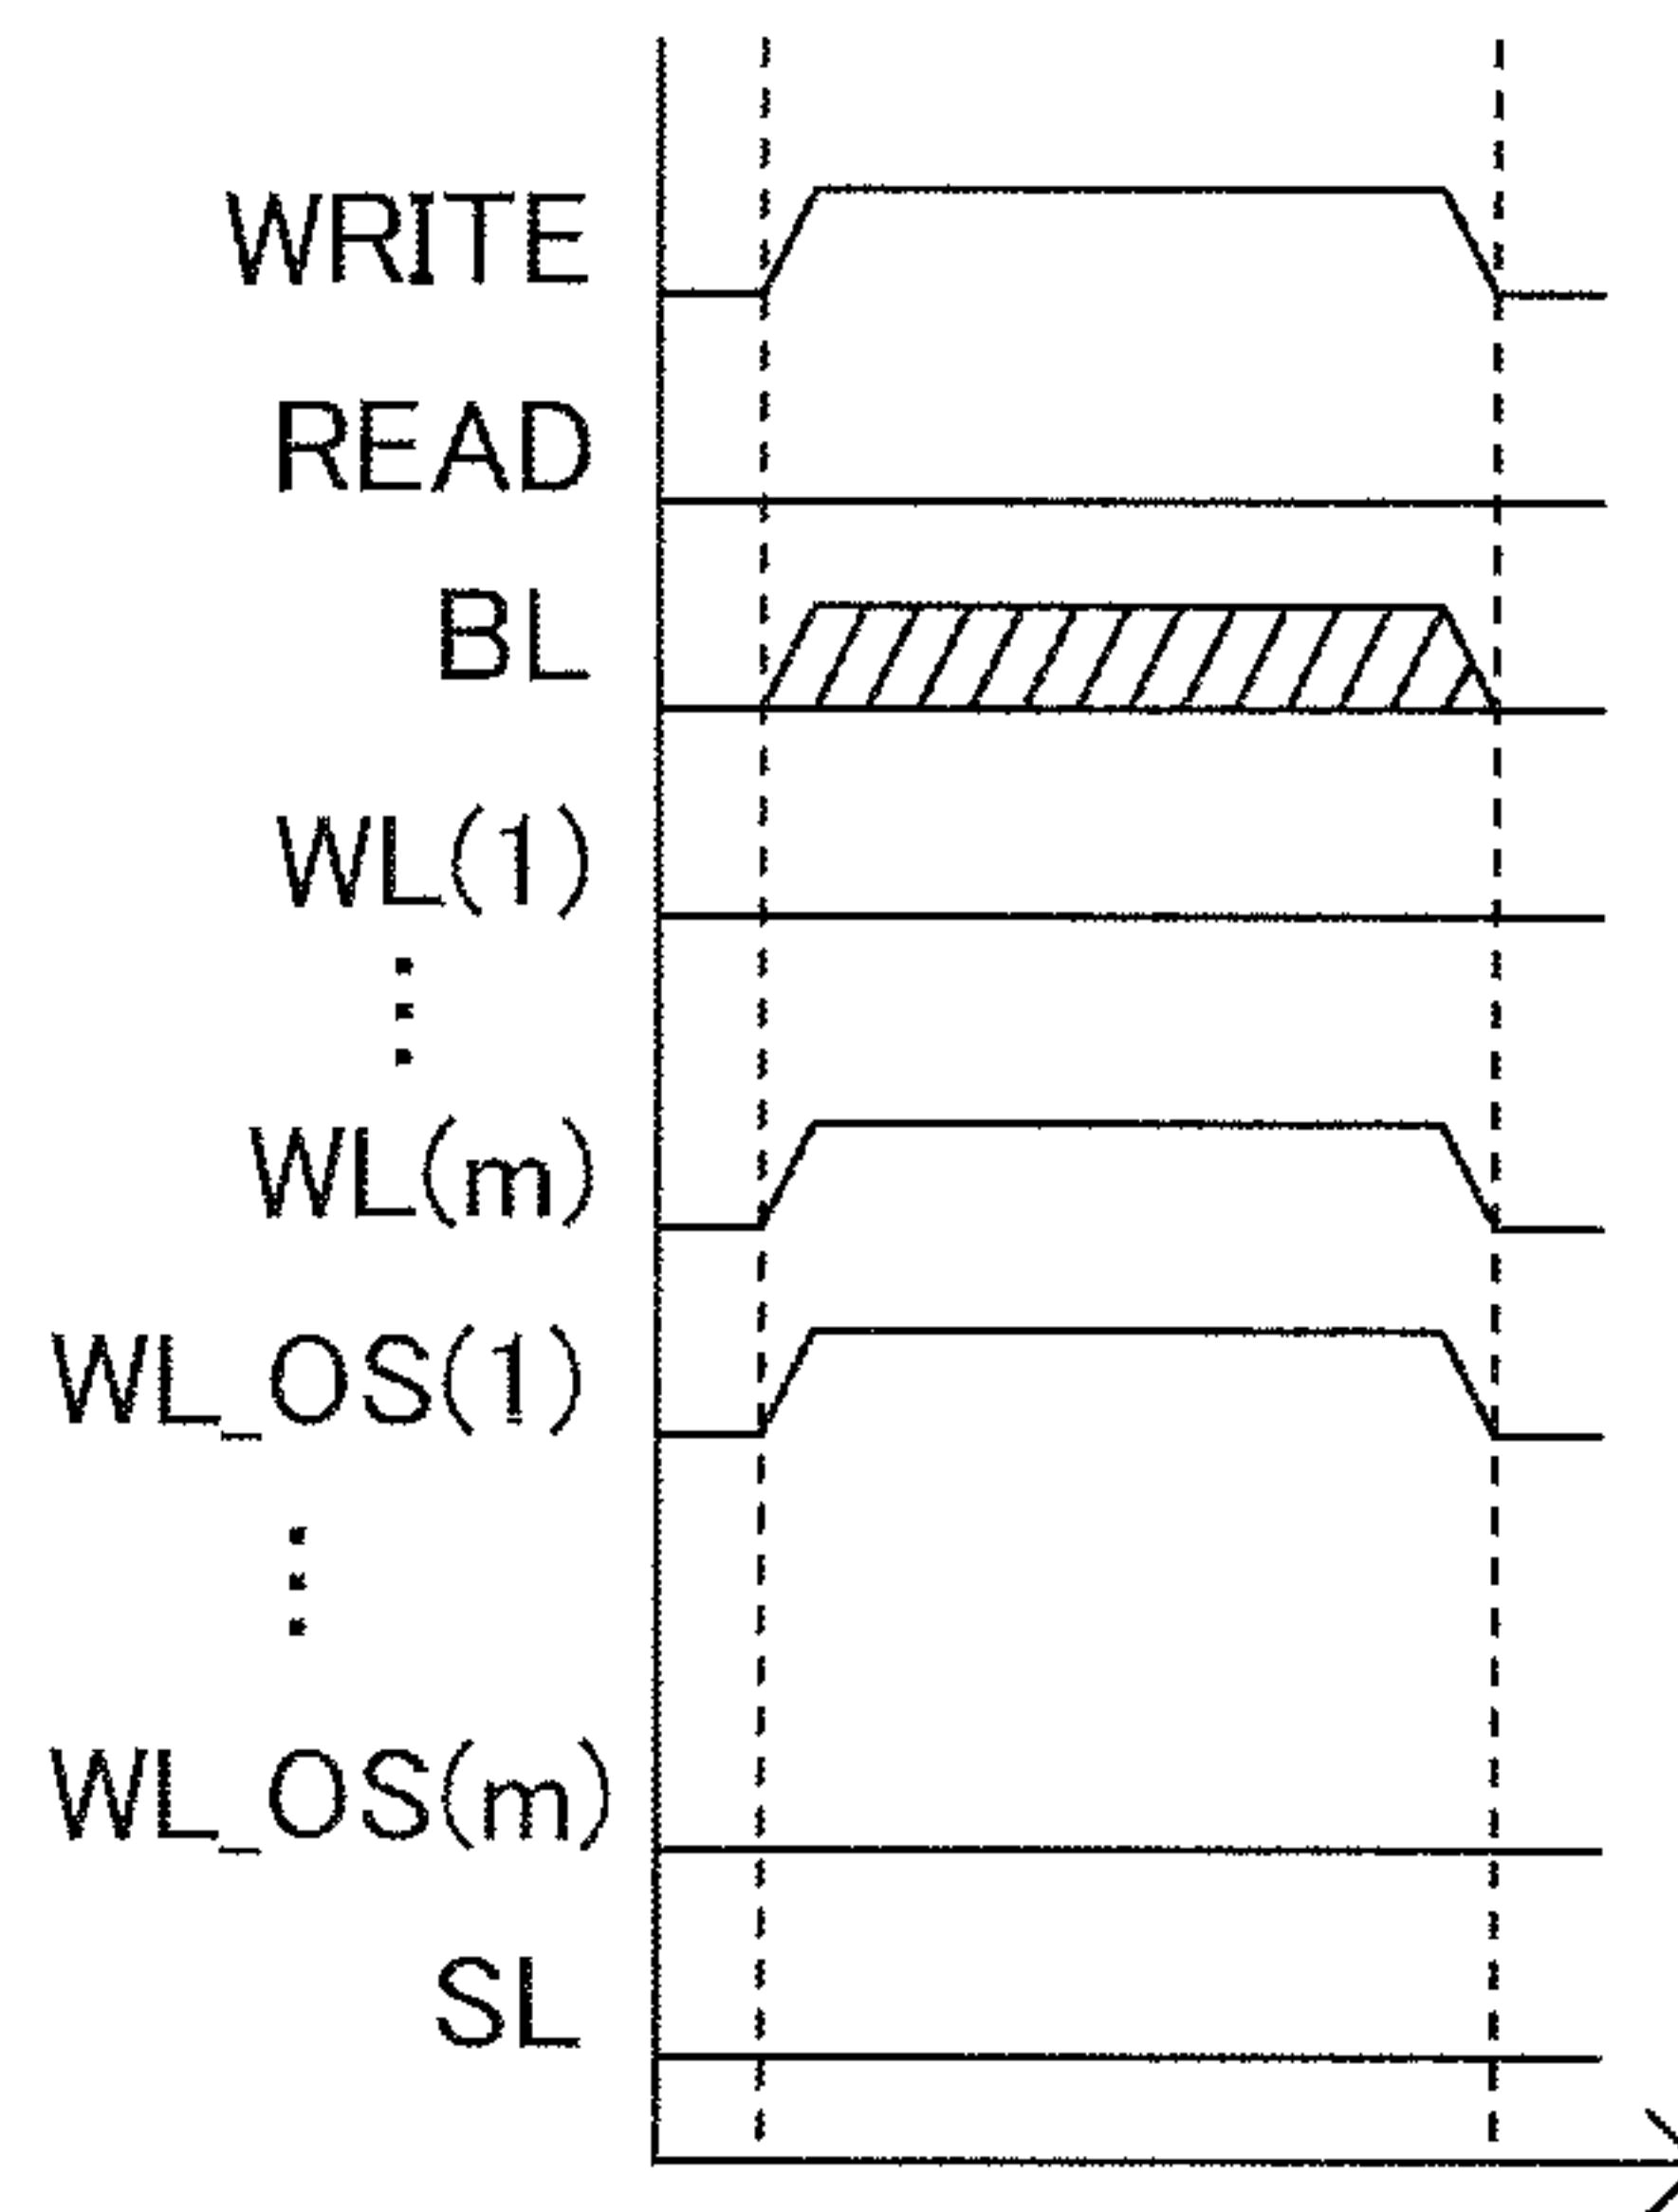 WRITE
READ
BL
WL(1)
WL(m)
WL_OS(1)
WL_OS(m)
SL